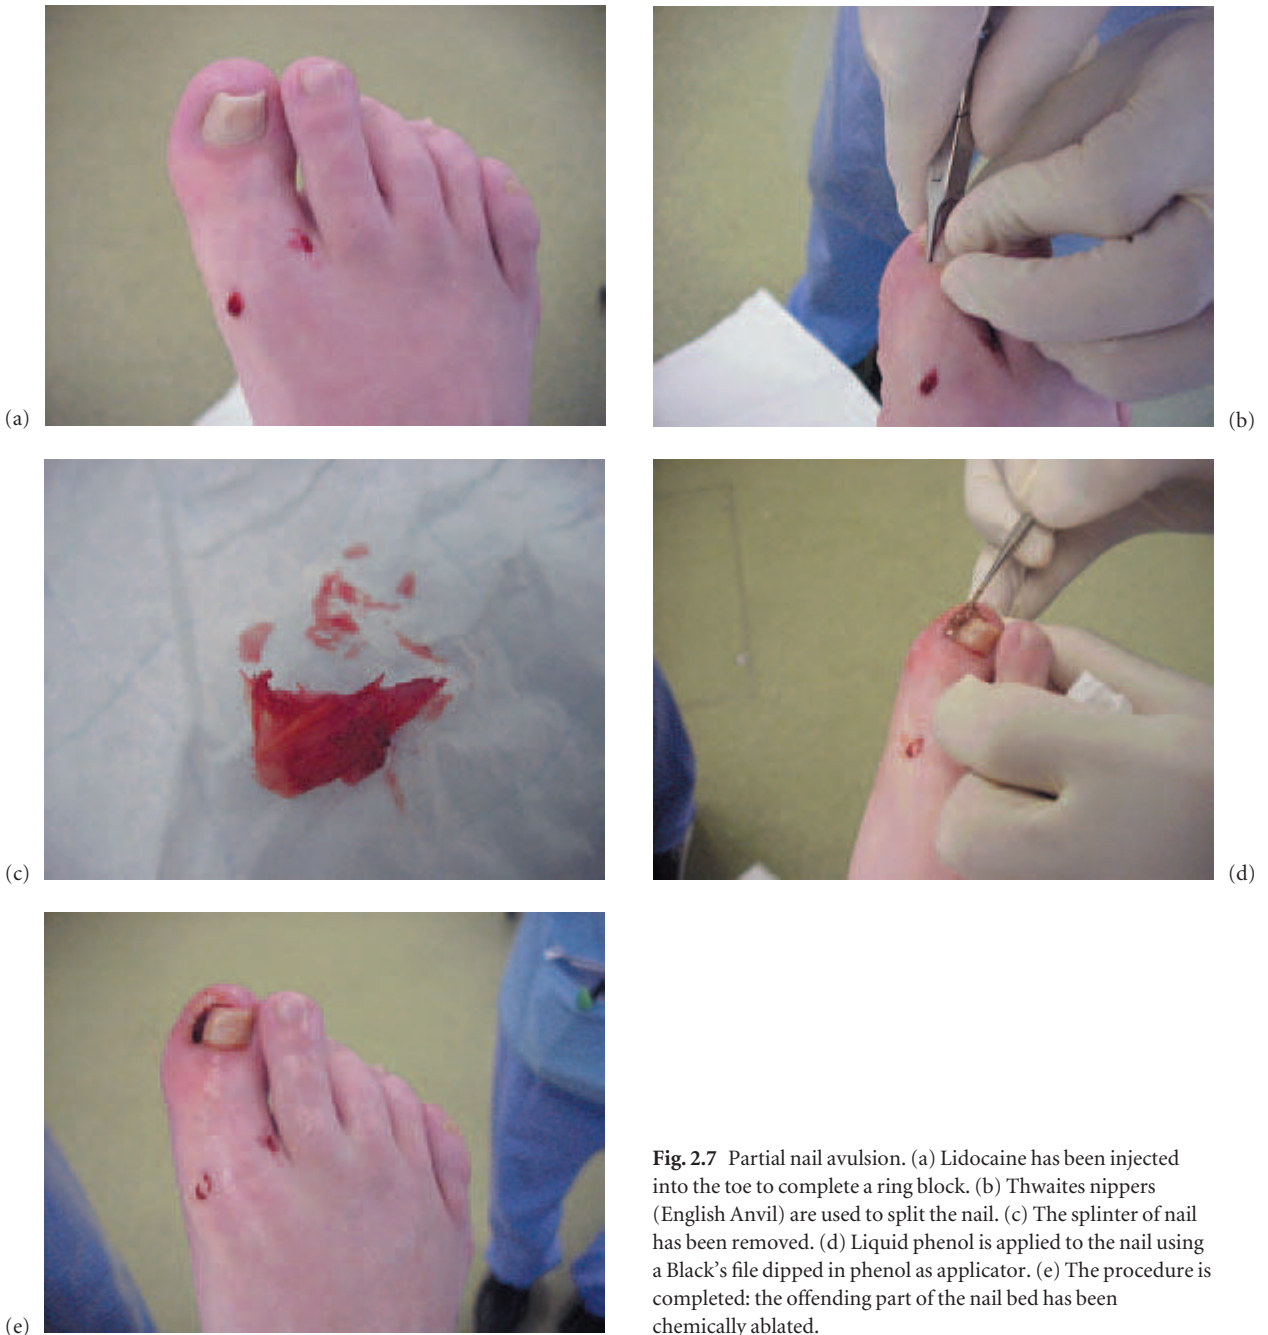 (a)
(b)
(c)
(d)
(e)
Fig. 2.7 Partial nail avulsion. (a) Lidocaine has been injected
into the toe to complete a ring block. (b) Thwaites nippers
(English Anvil) are used to split the nail. (c) The splinter of nail
has been removed. (d) Liquid phenol is applied to the nail using
a Black’s file dipped in phenol as applicator. (e) The procedure is
completed: the offending part of the nail bed has been
chemically ablated.